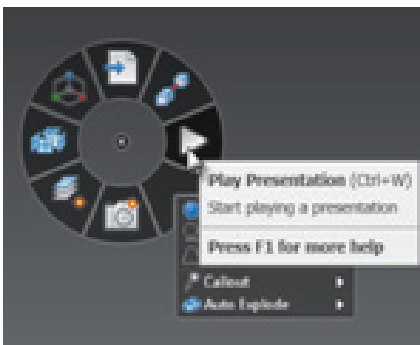 Play Presentation (Ctrl+W)
Start playing a presentation
Press F1 for more help
Callout
Auto Explode